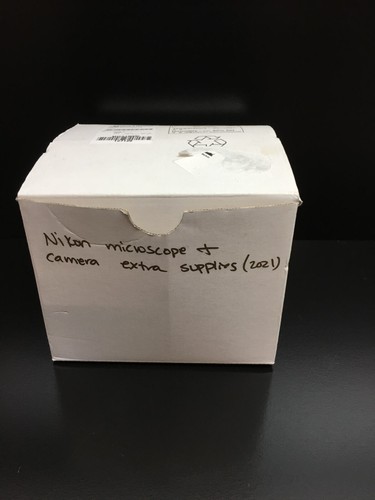 Nikon microscope +
camera extra supplies (2021)